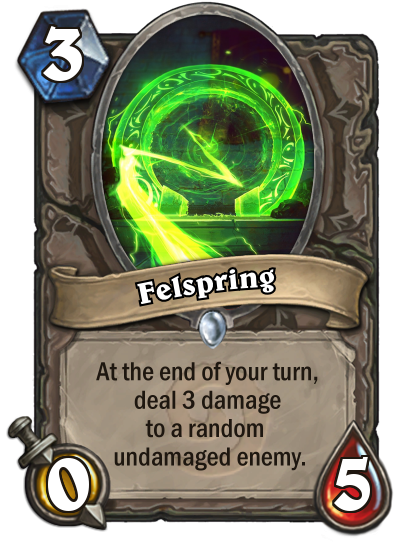 3
Felspring
At the end of your turn,
deal 3 damage
to a random
undamaged enemy.
0
5